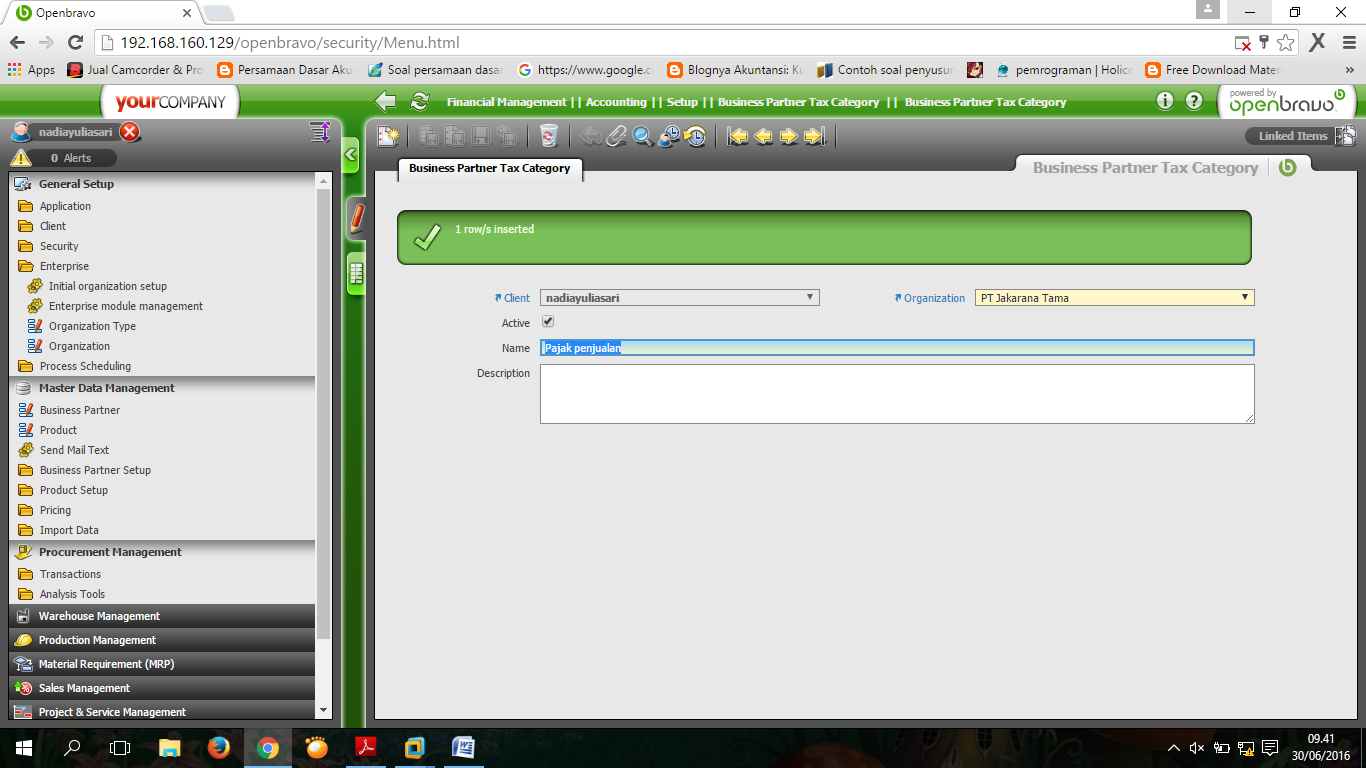 Openbravo
192.168.160.129/openbravo/security/Menu.html
Apps
Jual Camcorder & Pro
Persamaan Dasar Aku
Soal persamaan dasar
https://www.google.c
Blognya Akuntansi: Ku
Contoh soal penyusun
pemrograman | Holice
Free Download Mater
»
yourCOMPANY
Financial Management || Accounting || Setup || Business Partner Tax Category || Business Partner Tax Category
powered by
openbravo
nadiayuliasari
0 Alerts
Linked Items
Business Partner Tax Category
Business Partner Tax Category
General Setup
Application
Client
Security
Enterprise
Initial organization setup
Enterprise module management
Organization Type
Organization
Process Scheduling
Master Data Management
Business Partner
Product
Send Mail Text
Business Partner Setup
Product Setup
Pricing
Import Data
Procurement Management
Transactions
Analysis Tools
Warehouse Management
Production Management
Material Requirement (MRP)
Sales Management
Project & Service Management
1 row/s inserted
Client nadiayuliasari
Organization PT Jakarana Tama
Active
Name Pajak penjualan
Description
09.41
30/06/2016